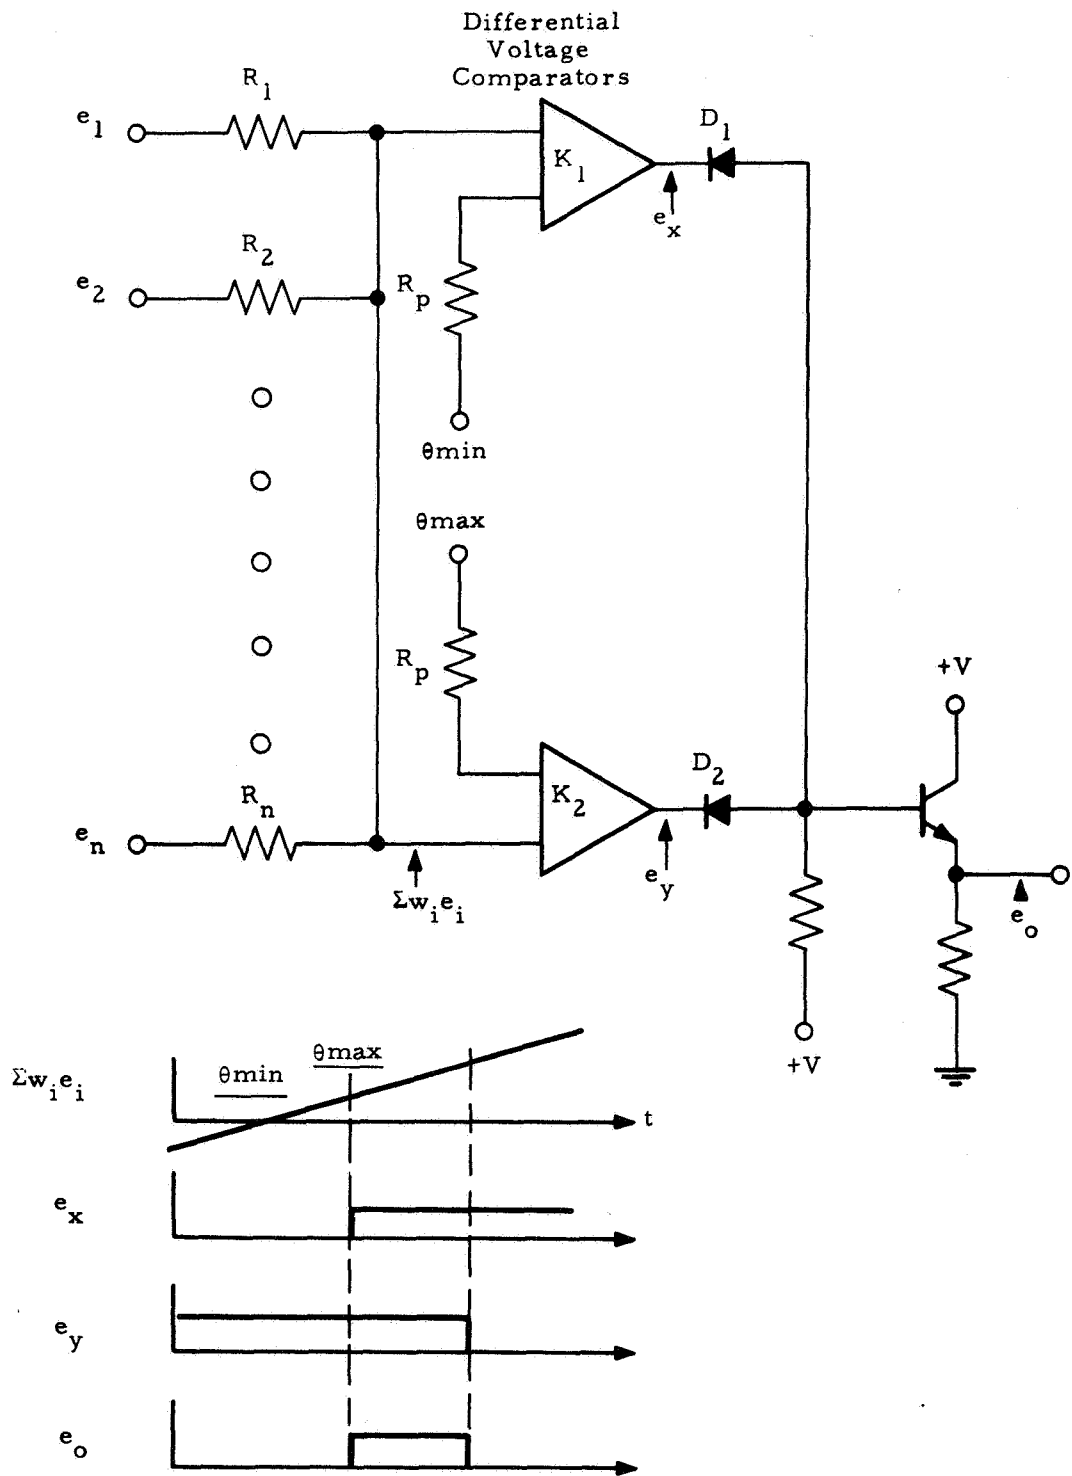 Differential
Voltage
Comparators
R1
e1
K1
D1
ex
R2
e2
Rp
θmin
θmax
Rp
+V
K2
D2
Rn
en
ey
Σwiei
eo
+V
θmax
θmin
Σwiei
t
ex
ey
eo